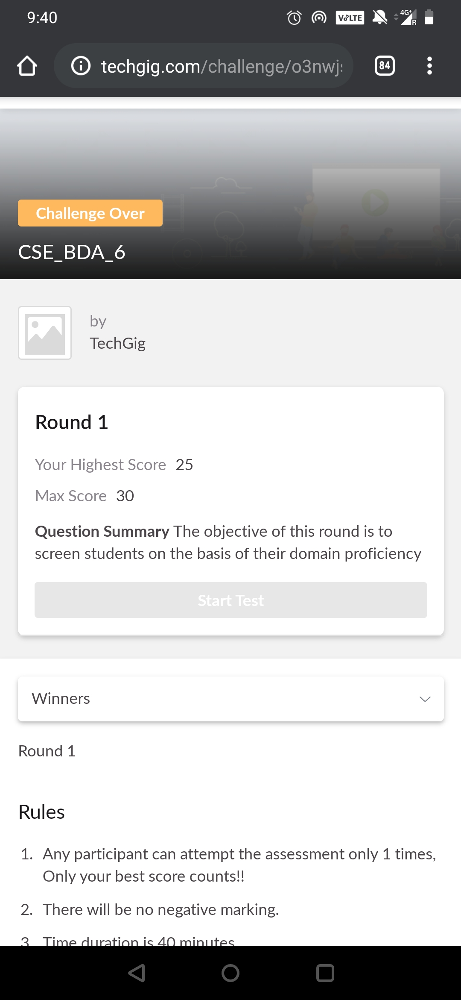 9:40
VoLTE
4G+
R
techgig.com/challenge/o3nwj
84
Challenge Over
CSE_BDA_6
by
TechGig
Round 1
Your Highest Score 25
Max Score 30
Question Summary The objective of this round is to
screen students on the basis of their domain proficiency
Start Test
Winners
Round 1
Rules
1. Any participant can attempt the assessment only 1 times,
Only your best score counts!!
2. There will be no negative marking.
3. Time duration is 40 minutes